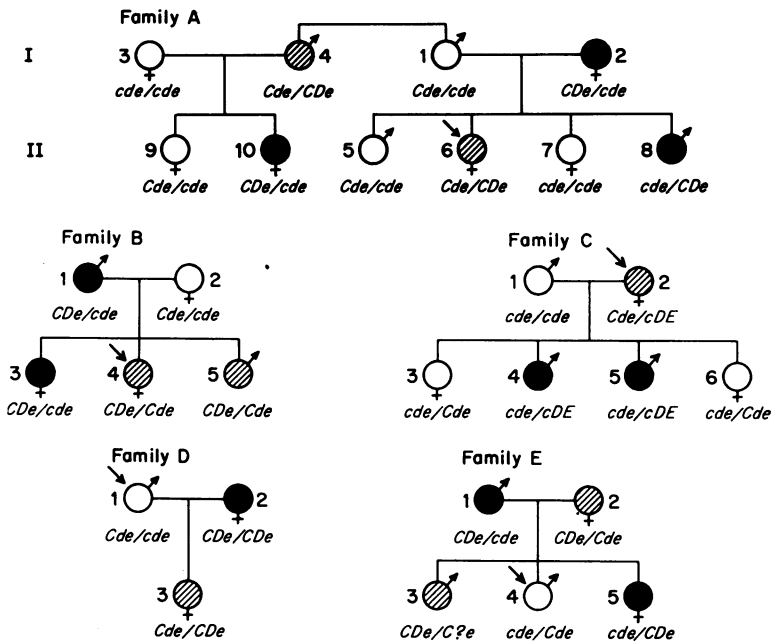 Family A
I 3 4 1 2
cde/cde Cde/CDe Cde/cde CDe/cde
II 9 10 5 6 7 8
Cde/cde CDe/cde Cde/cde Cde/CDe cde/cde cde/CDe
Family B
1 2
CDe/cde Cde/cde
3 4 5
CDe/cde CDe/Cde CDe/Cde
Family C
1 2
cde/cde Cde/cDE
3 4 5 6
cde/Cde cde/cDE cde/cDE cde/Cde
Family D
1 2
Cde/cde CDe/CDe
3
Cde/CDe
Family E
1 2
CDe/cde CDe/Cde
3 4 5
CDe/C?e cde/Cde cde/CDe